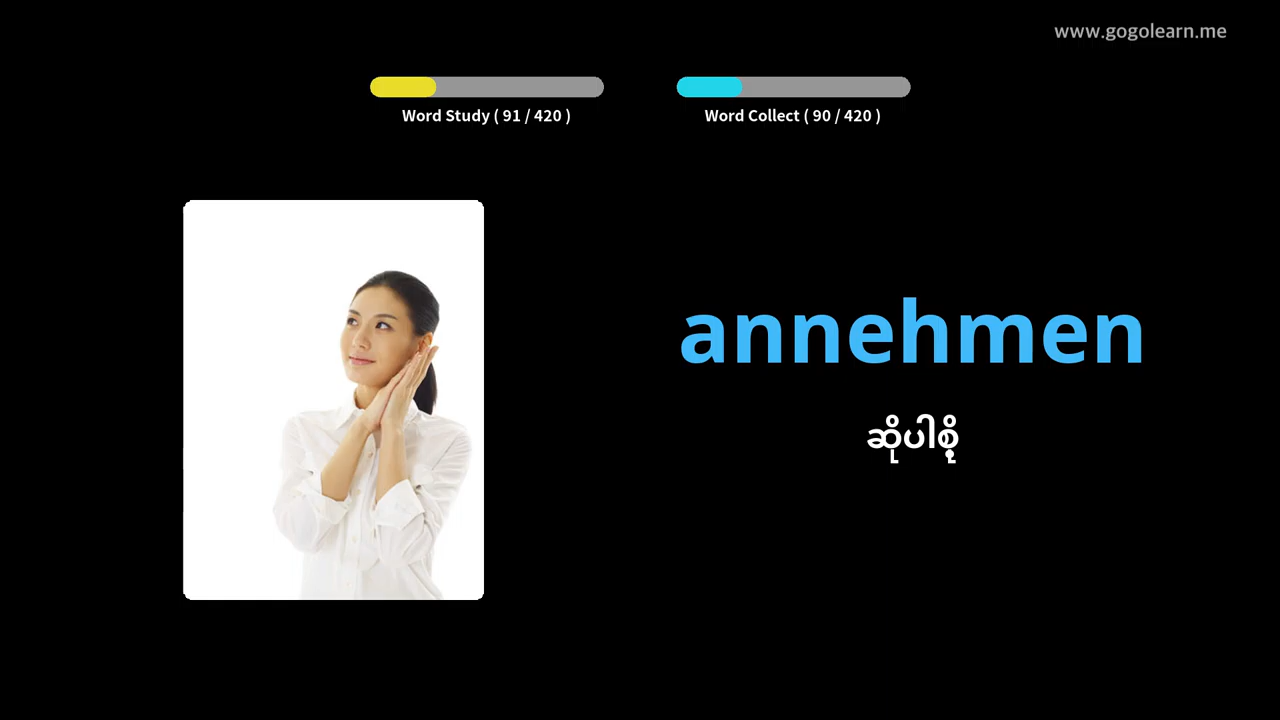 www.gogolearn.me
Word Study ( 91 / 420 )
Word Collect ( 90 / 420 )
annehmen
ဆိုပါစို့